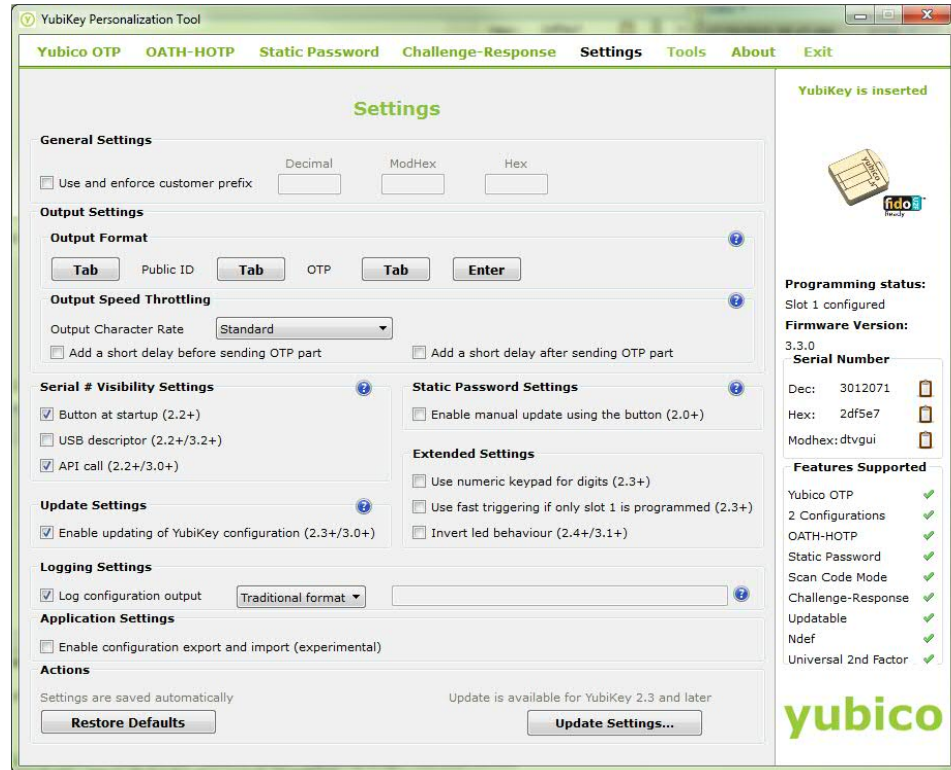 YubiKey Personalization Tool
Yubico OTP OATH-HOTP Static Password Challenge-Response Settings Tools About Exit
Settings
General Settings
Decimal ModHex Hex
Use and enforce customer prefix
Output Settings
Output Format
Tab Public ID Tab OTP Tab Enter
Output Speed Throttling
Output Character Rate Standard
Add a short delay before sending OTP part Add a short delay after sending OTP part
Serial # Visibility Settings
Button at startup (2.2+)
USB descriptor (2.2+/3.2+)
API call (2.2+/3.0+)
Static Password Settings
Enable manual update using the button (2.0+)
Update Settings
Enable updating of YubiKey configuration (2.3+/3.0+)
Extended Settings
Use numeric keypad for digits (2.3+)
Use fast triggering if only slot 1 is programmed (2.3+)
Invert led behaviour (2.4+/3.1+)
Logging Settings
Log configuration output Traditional format
Application Settings
Enable configuration export and import (experimental)
Actions
Settings are saved automatically Update is available for YubiKey 2.3 and later
Restore Defaults Update Settings...
YubiKey is inserted
yubico
fido
Ready
Programming status:
Slot 1 configured
Firmware Version:
3.3.0
Serial Number
Dec: 3012071
Hex: 2df5e7
Modhex: dtvgui
Features Supported
Yubico OTP
2 Configurations
OATH-HOTP
Static Password
Scan Code Mode
Challenge-Response
Updatable
Ndef
Universal 2nd Factor
yubico